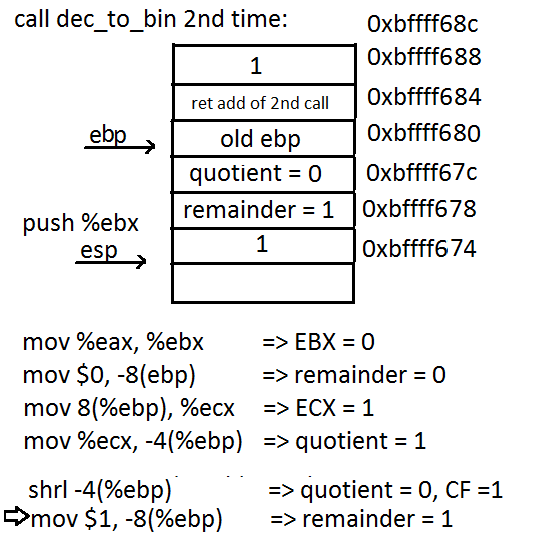 call dec_to_bin 2nd time:
0xbffff68c
1
0xbffff688
ret add of 2nd call
0xbffff684
ebp
old ebp
0xbffff680
quotient = 0
0xbffff67c
remainder = 1
0xbffff678
push %ebx
esp
1
0xbffff674
mov %eax, %ebx => EBX = 0
mov $0, -8(ebp) => remainder = 0
mov 8(%ebp), %ecx => ECX = 1
mov %ecx, -4(%ebp) => quotient = 1
shrl -4(%ebp) => quotient = 0, CF =1
mov $1, -8(%ebp) => remainder = 1